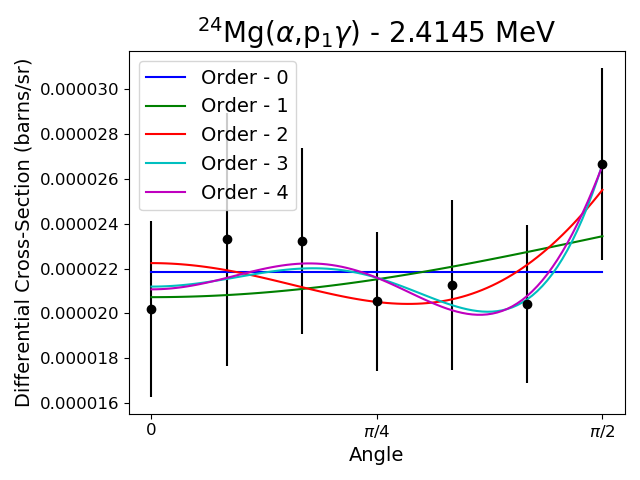 ²⁴Mg(α,p₁γ) - 2.4145 MeV
Differential Cross-Section (barns/sr)
0.000030
0.000028
0.000026
0.000024
0.000022
0.000020
0.000018
0.000016
Order - 0
Order - 1
Order - 2
Order - 3
Order - 4
0 π/4 π/2
Angle